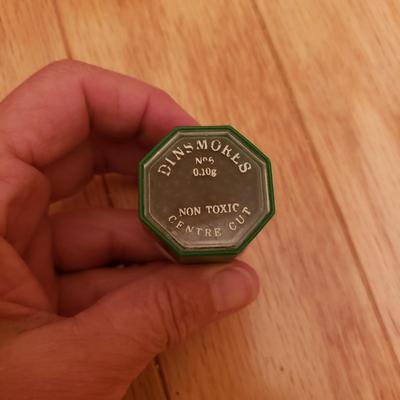 DINSMORES
No6
0.10g
NON TOXIC
CENTRE CUT